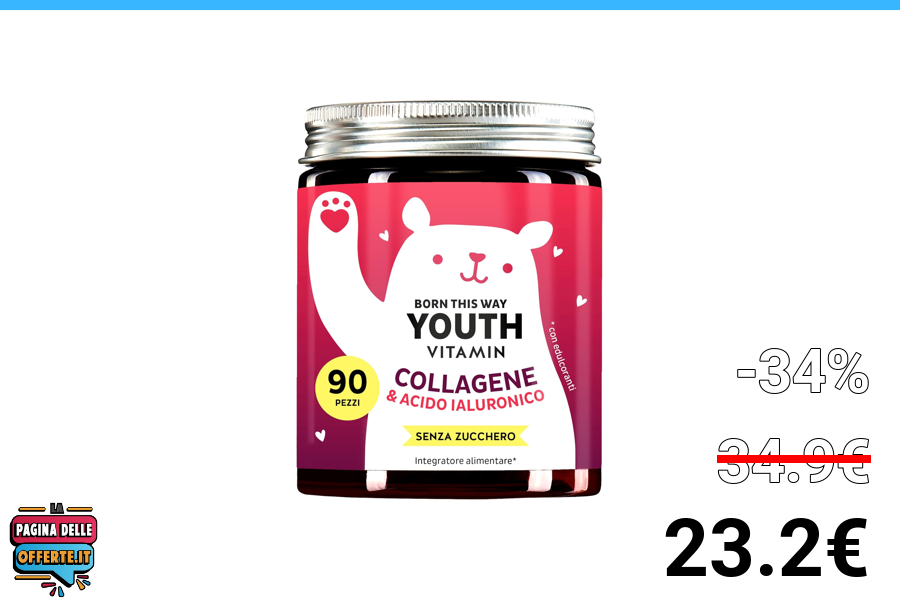 BORN THIS WAY
YOUTH
VITAMIN
COLLAGENE
& ACIDO IALURONICO
SENZA ZUCCHERO
Integratore alimentare*
* con edulcoranti
90
PEZZI
-34%
34.9€
23.2€
LA
PAGINA DELLE
OFFERTE.IT